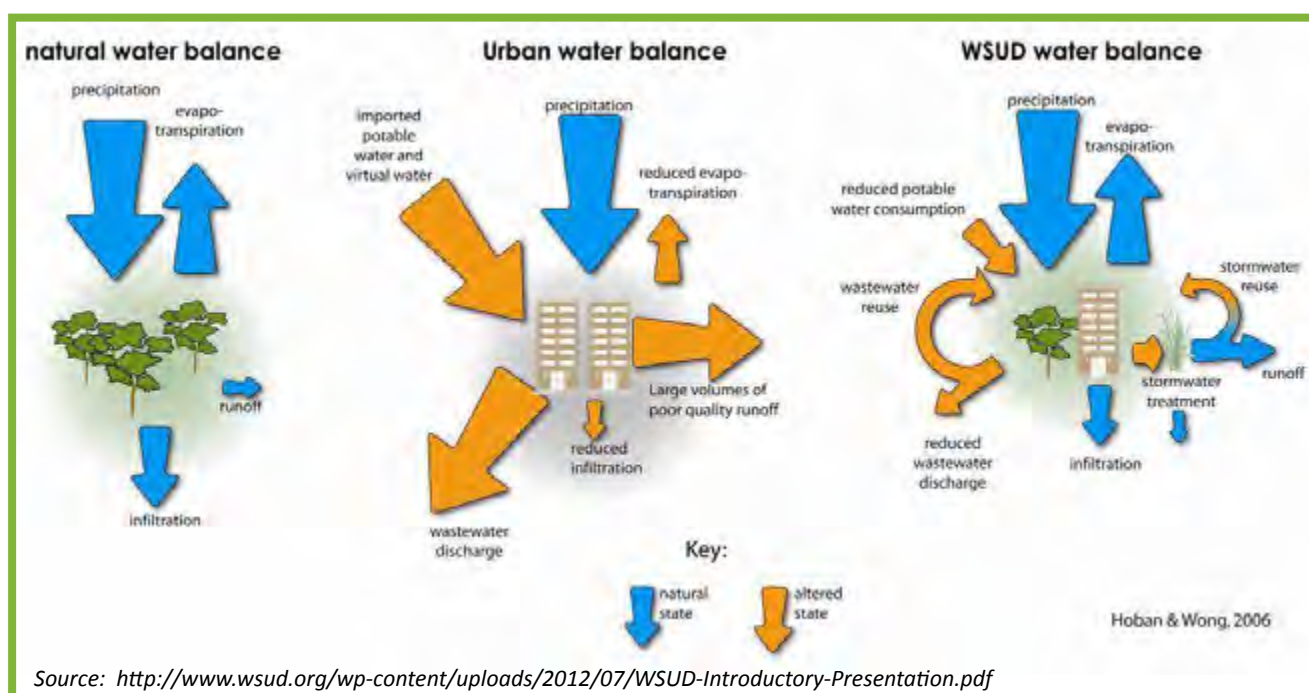 natural water balance
precipitation
evapo-
transpiration
runoff
infiltration
Urban water balance
imported
potable
water and
virtual water
precipitation
reduced evapo-
transpiration
Large volumes of
poor quality runoff
reduced
infiltration
wastewater
discharge
WSUD water balance
precipitation
evapo-
transpiration
reduced potable
water consumption
wastewater
reuse
stormwater
reuse
runoff
stormwater
treatment
reduced
wastewater
discharge
infiltration
Key:
natural
state
altered
state
Hoban & Wong, 2006
Source: http://www.wsud.org/wp-content/uploads/2012/07/WSUD-Introductory-Presentation.pdf